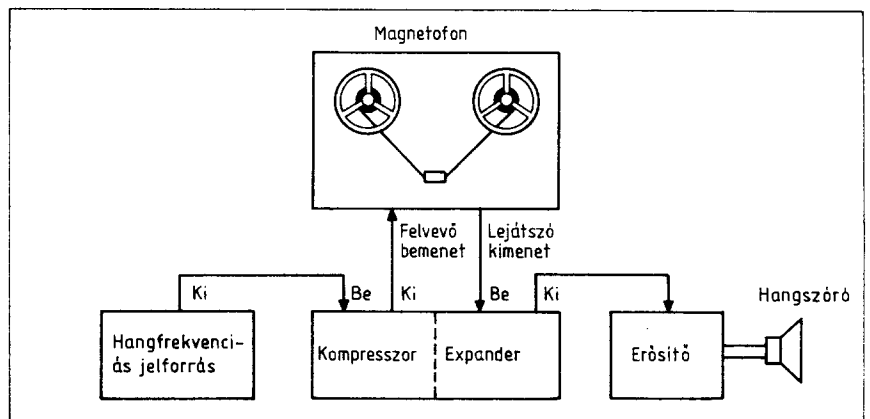 Magnetofon
Felvevő
bemenet
Lejátszó
kimenet
Ki
Be
Ki
Be
Ki
Hangszóró
Hangfrekvenci-
ás jelforrás
Kompresszor
Expander
Erősítő